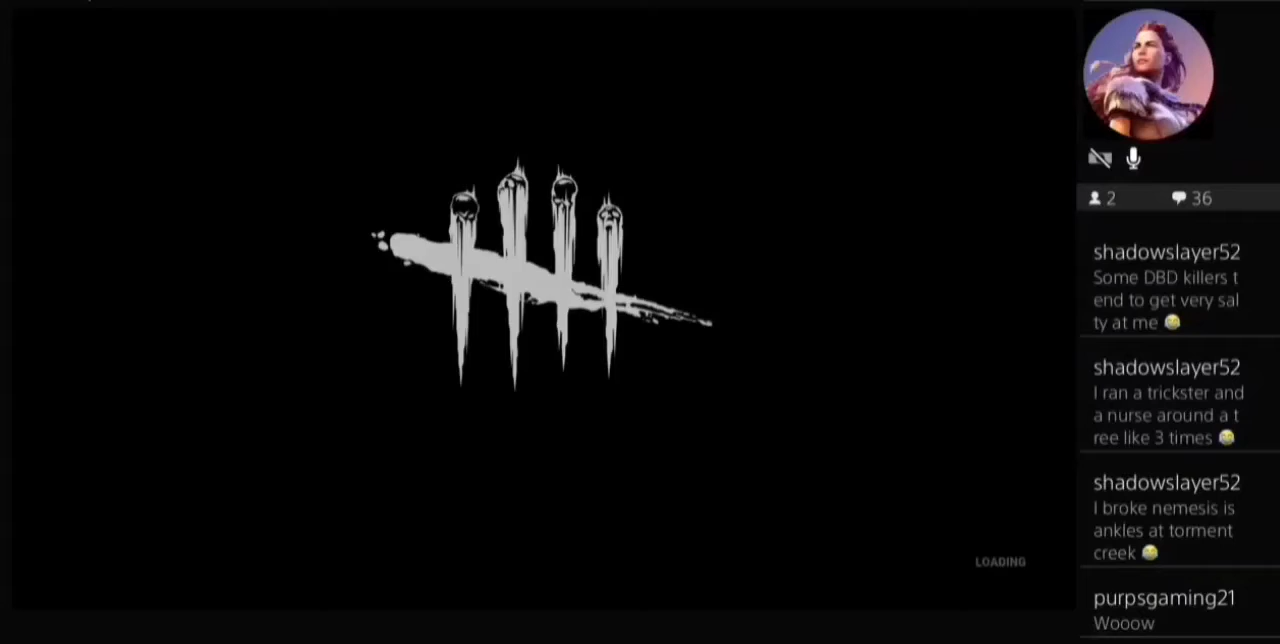 2 36
shadowslayer52
Some DBD killers t
end to get very sal
ty at me 😂
shadowslayer52
I ran a trickster and
a nurse around a t
ree like 3 times 😂
shadowslayer52
I broke nemesis is
ankles at torment
creek 😂
LOADING
purpsgaming21
Wooow